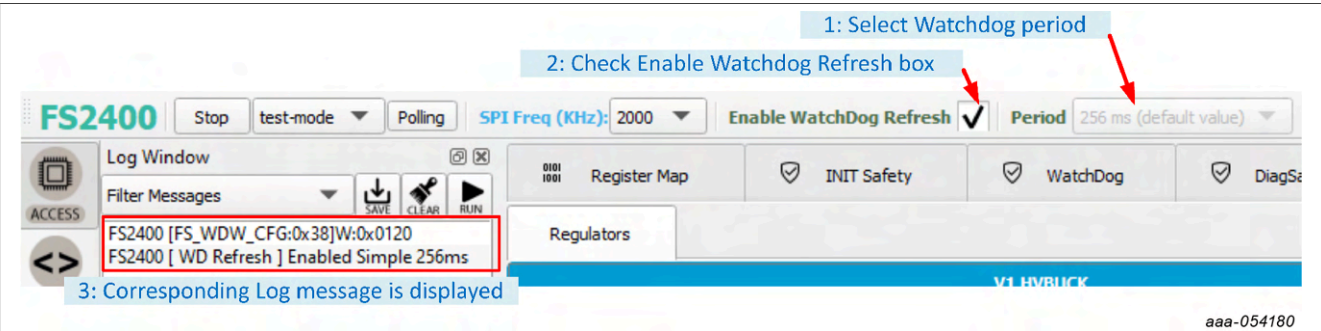 1: Select Watchdog period
2: Check Enable Watchdog Refresh box
FS2400 Stop test-mode Polling SPI Freq (KHz): 2000 Enable WatchDog Refresh Period 256 ms (default value)
Log Window
0101
1001
Register Map INIT Safety WatchDog DiagSa
Filter Messages SAVE CLEAR RUN
ACCESS
FS2400 [FS_WDW_CFG:0x38]W:0x0120
FS2400 [ WD Refresh ] Enabled Simple 256ms
Regulators
<>
V1 HVBUCK
3: Corresponding Log message is displayed
aaa-054180